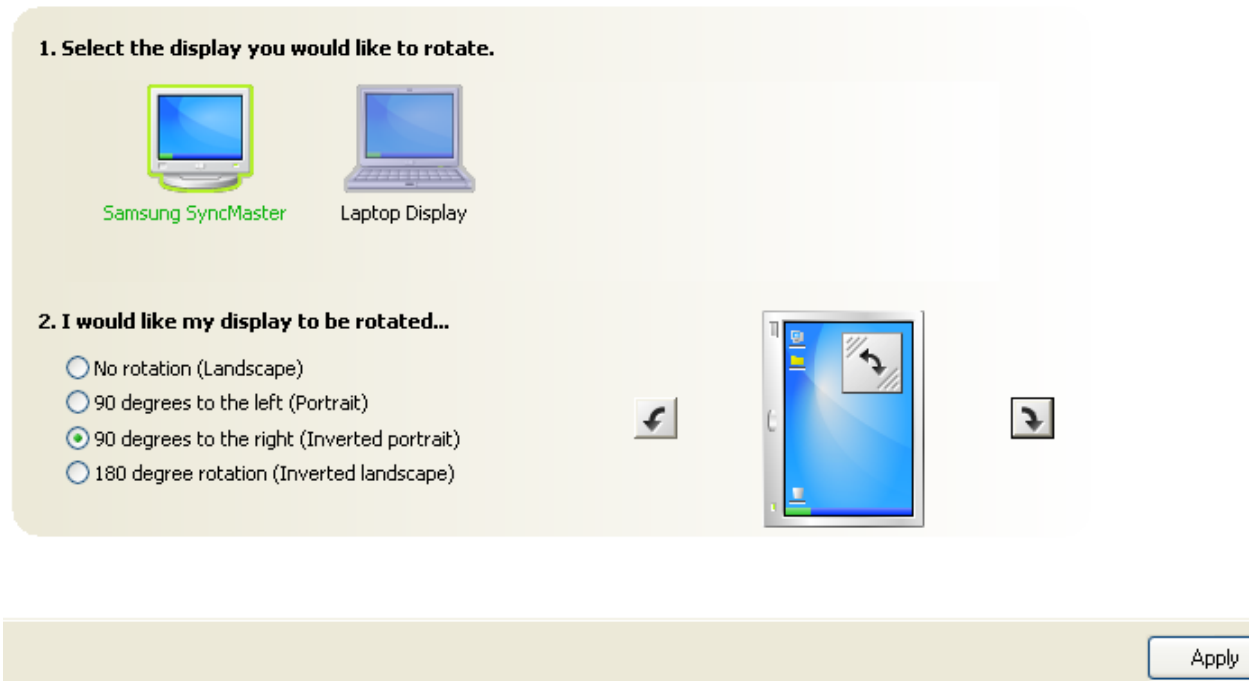 1. Select the display you would like to rotate.
Samsung SyncMaster
Laptop Display
2. I would like my display to be rotated...
No rotation (Landscape)
90 degrees to the left (Portrait)
90 degrees to the right (Inverted portrait)
180 degree rotation (Inverted landscape)
Apply